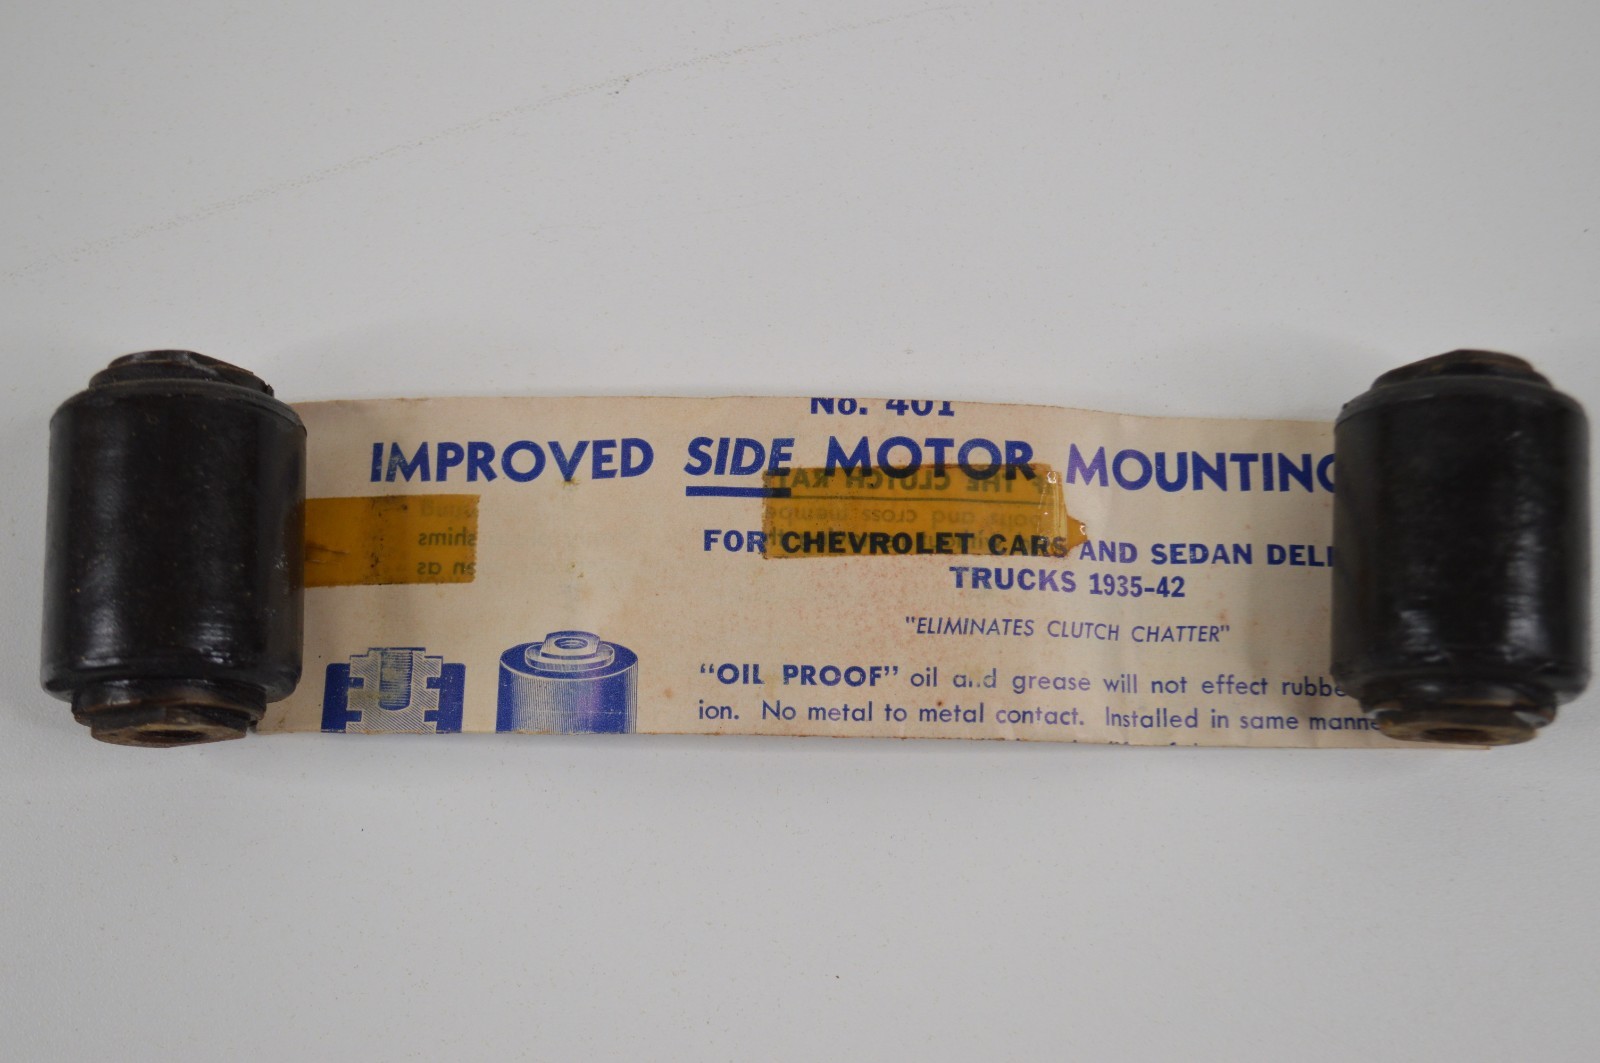 No. 401
IMPROVED SIDE MOTOR MOUNTING
FOR CHEVROLET CARS AND SEDAN DELI
TRUCKS 1935-42
"ELIMINATES CLUTCH CHATTER"
"OIL PROOF" oil and grease will not effect rubbe
ion. No metal to metal contact. Installed in same manne